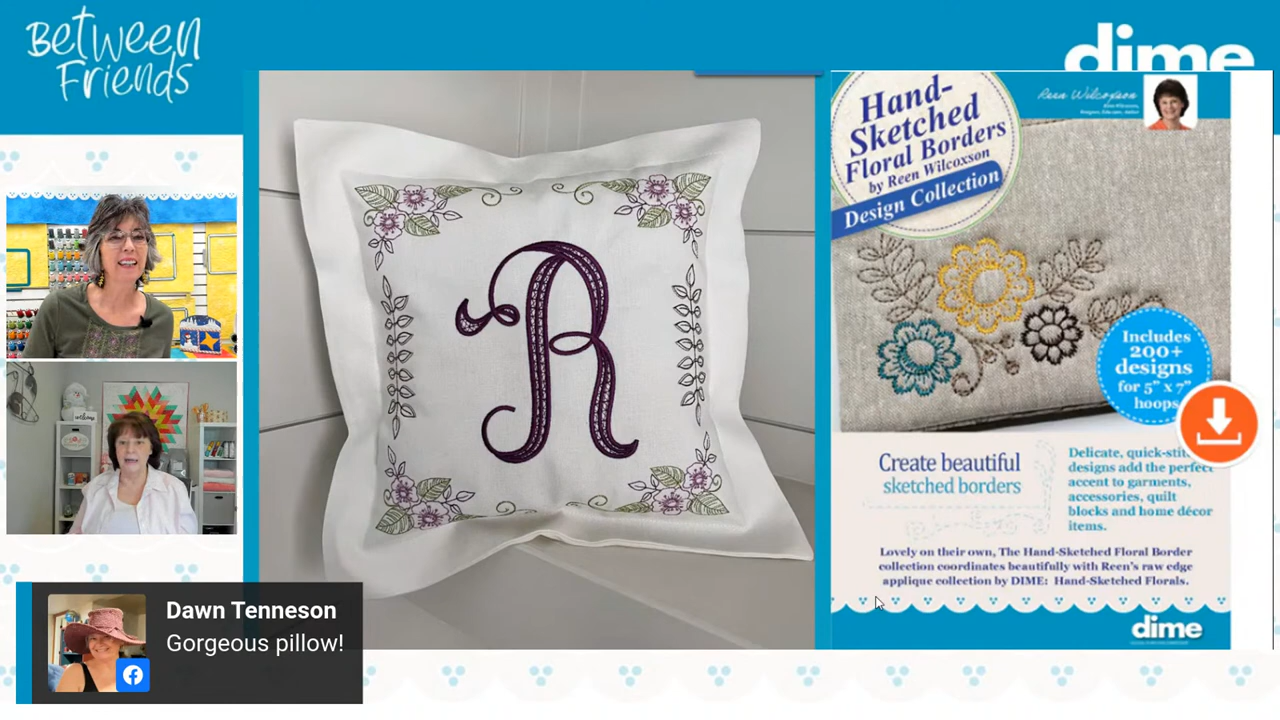 Between
Friends
dime
R
Hand-
Sketched
Floral Borders
by Reen Wilcoxson
Design Collection
Reen Wilcoxson
Includes
200+
designs
for 5" x 7"
hoops
Create beautiful
sketched borders
Delicate, quick-stit
designs add the perfect
accent to garments,
accessories, quilt
blocks and home décor
items.
Lovely on their own, The Hand-Sketched Floral Border
collection coordinates beautifully with Reen's raw edge
applique collection by DIME: Hand-Sketched Florals.
dime
welcome
Dawn Tenneson
Gorgeous pillow!